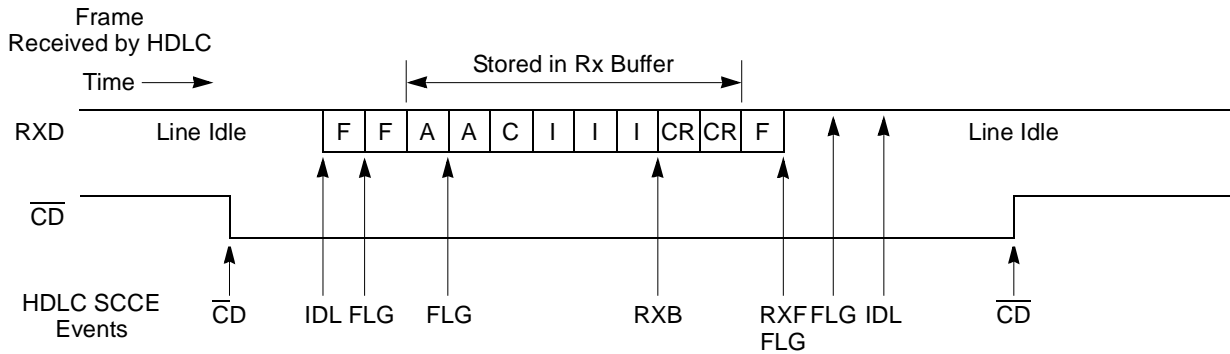 Frame
Received by HDLC
Stored in Rx Buffer
Time
RXD
Line Idle
F F A A C I I I CR CR F
Line Idle
CD
HDLC SCCE
Events
CD
IDL FLG
FLG
RXB
RXF FLG IDL
FLG
CD